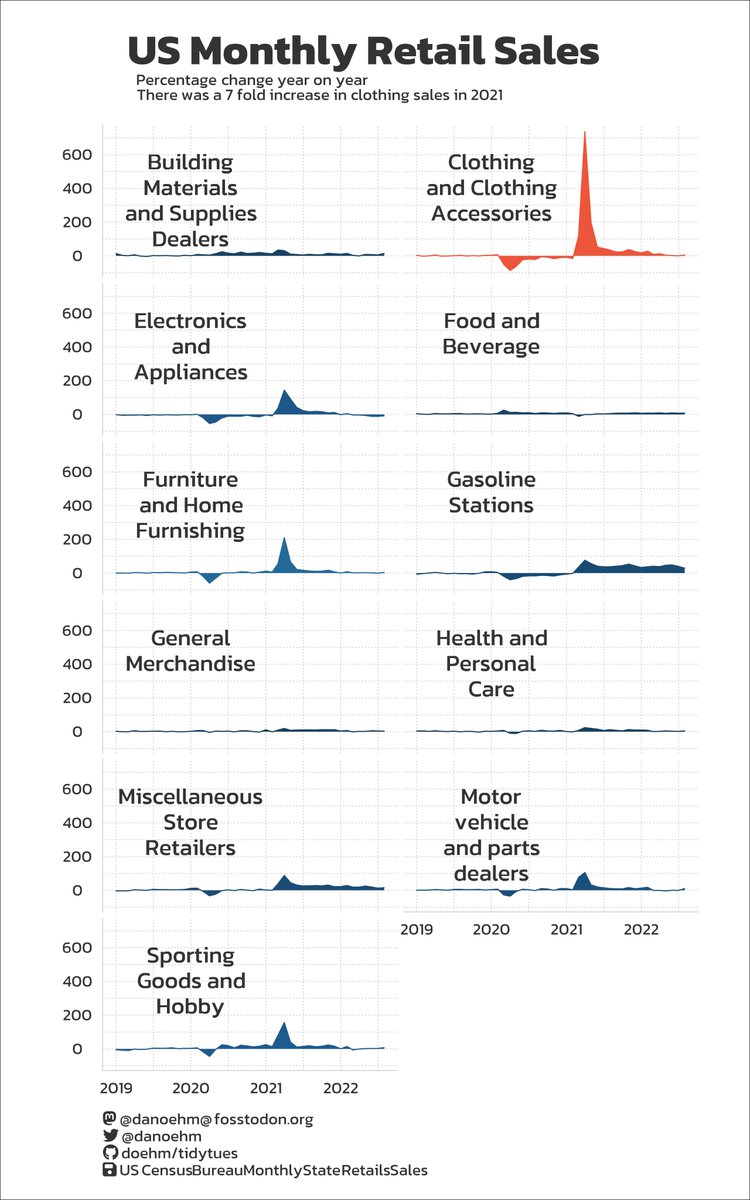 US Monthly Retail Sales
Percentage change year on year
There was a 7 fold increase in clothing sales in 2021
600
400
200
0
Building
Materials
and Supplies
Dealers
Clothing
and Clothing
Accessories
600
400
200
0
Electronics
and
Appliances
Food and
Beverage
600
400
200
0
Furniture
and Home
Furnishing
Gasoline
Stations
600
400
200
0
General
Merchandise
Health and
Personal
Care
600
400
200
0
Miscellaneous
Store
Retailers
Motor
vehicle
and parts
dealers
2019 2020 2021 2022
600
400
200
0
Sporting
Goods and
Hobby
2019 2020 2021 2022
@danoehm@fosstodon.org
@danoehm
doehm/tidytues
US CensusBureauMonthlyStateRetailsSales